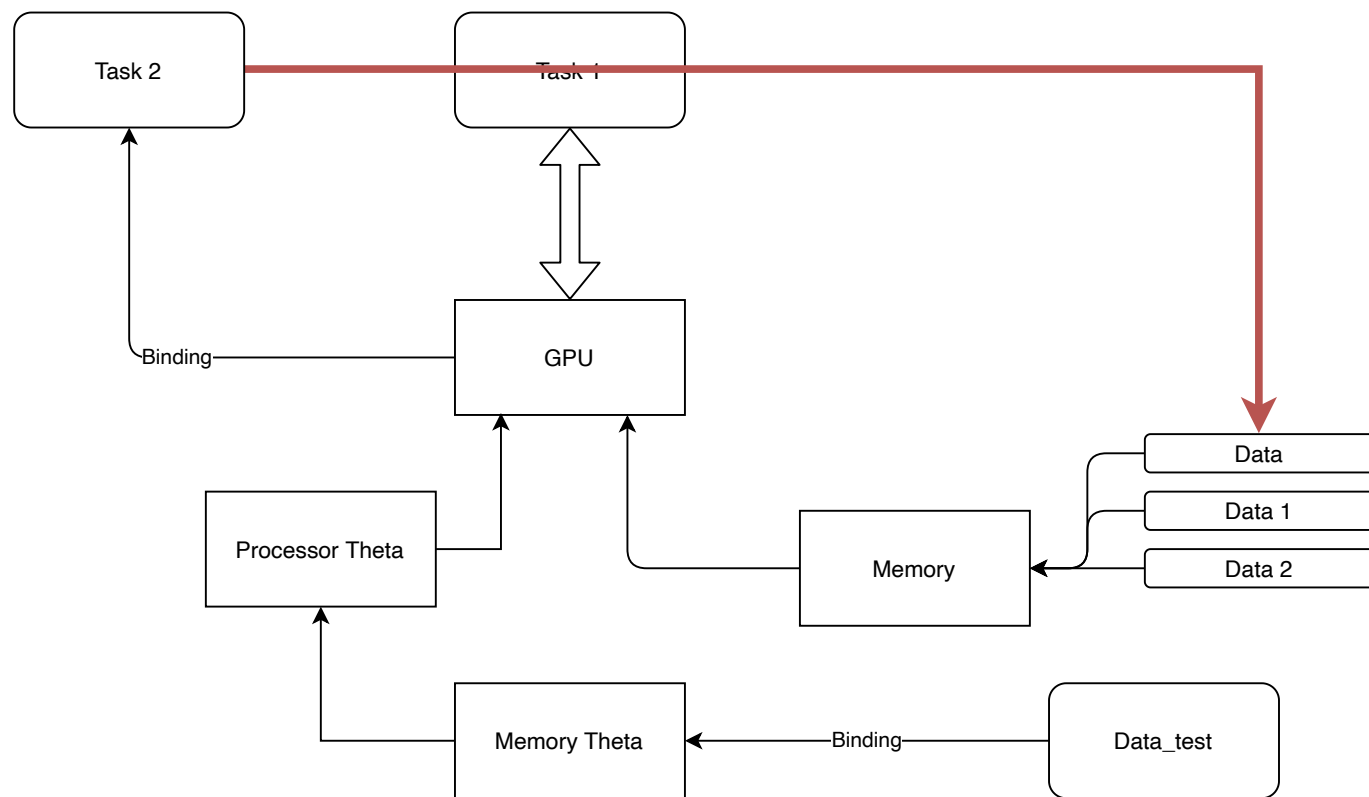 Task 2
Task 1
Binding
GPU
Data
Data 1
Data 2
Processor Theta
Memory
Memory Theta
Binding
Data_test